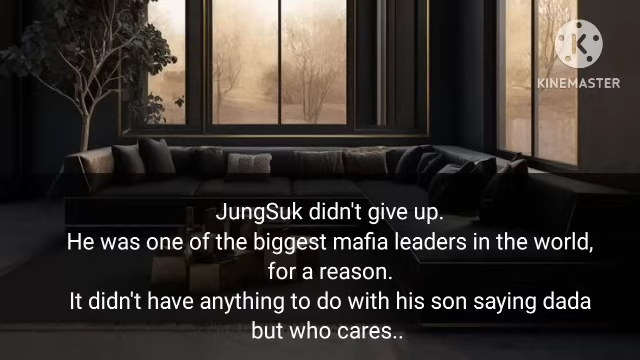 KINEMASTER
JungSuk didn't give up.
He was one of the biggest mafia leaders in the world,
for a reason.
It didn't have anything to do with his son saying dada
but who cares..